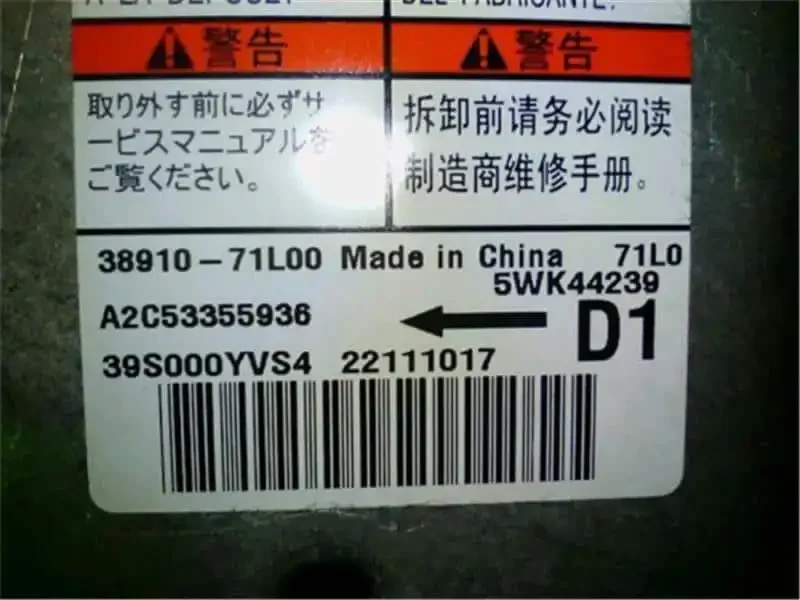 DEL FABRICANTE.
警告
警告
取り外す前に必ずサ
ービスマニュアルを
ご覧ください。
拆卸前请务必阅读
制造商维修手册。
38910-71L00 Made in China 71L0
5WK44239
A2C53355936
D1
39S000YVS4 22111017